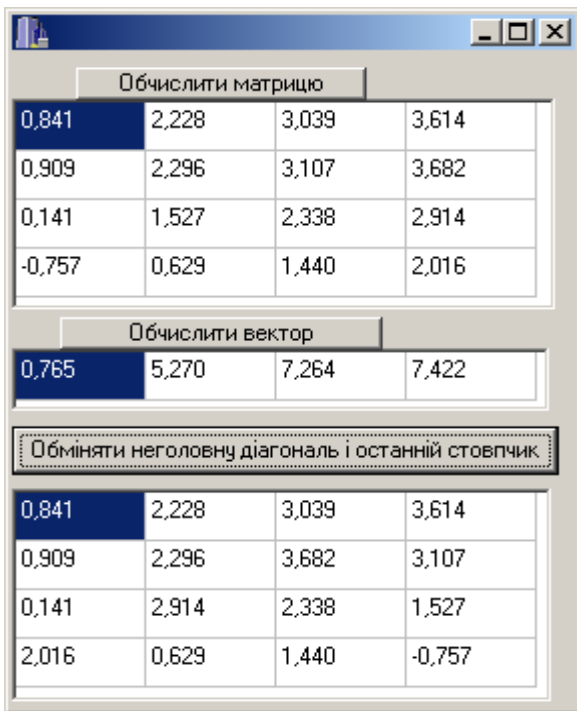 Обчислити матрицю
0,841 2,228 3,039 3,614
0,909 2,296 3,107 3,682
0,141 1,527 2,338 2,914
-0,757 0,629 1,440 2,016
Обчислити вектор
0,765 5,270 7,264 7,422
Обміняти неголовну діагональ і останній стовпчик
0,841 2,228 3,039 3,614
0,909 2,296 3,682 3,107
0,141 2,914 2,338 1,527
2,016 0,629 1,440 -0,757